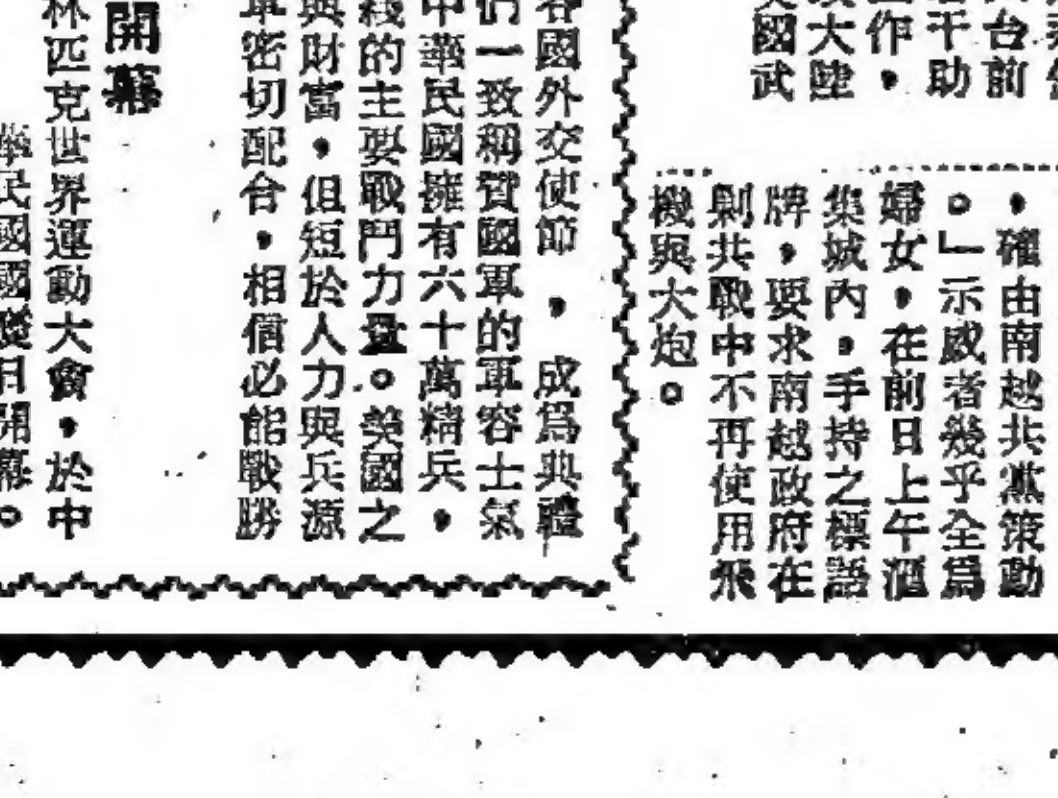 台前
若干助
工作，
大陸
國武
，確由南越共黨策動
。」示威者幾乎全爲
婦女，在前日上午湧
集城內，手持之標語
牌，要求南越政府在
剿共戰中不再使用飛
機與大炮。
各國外交使節，成爲典禮
們一致稱贊國軍的軍容士氣
中華民國擁有六十萬精兵，
綫的主要戰鬥力量。美國之
與財富，但短於人力與兵源
軍密切配合，相信必能戰勝
開幕
林匹克世界運動大會，於中
華民國國慶日開幕。